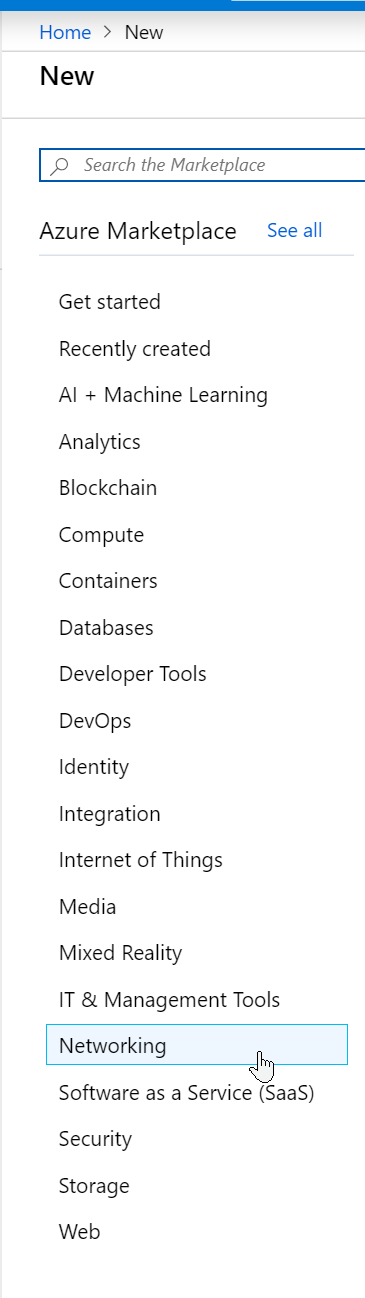 Home > New
New
Search the Marketplace
Azure Marketplace See all
Get started
Recently created
AI + Machine Learning
Analytics
Blockchain
Compute
Containers
Databases
Developer Tools
DevOps
Identity
Integration
Internet of Things
Media
Mixed Reality
IT & Management Tools
Networking
Software as a Service (SaaS)
Security
Storage
Web